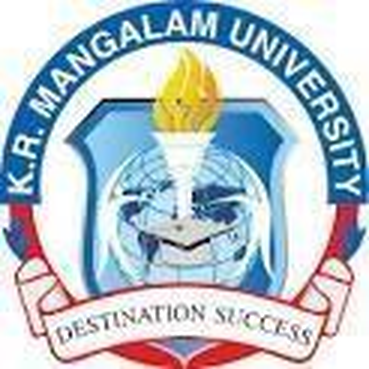 K.R. MANGALAM UNIVERSITY
DESTINATION SUCCESS